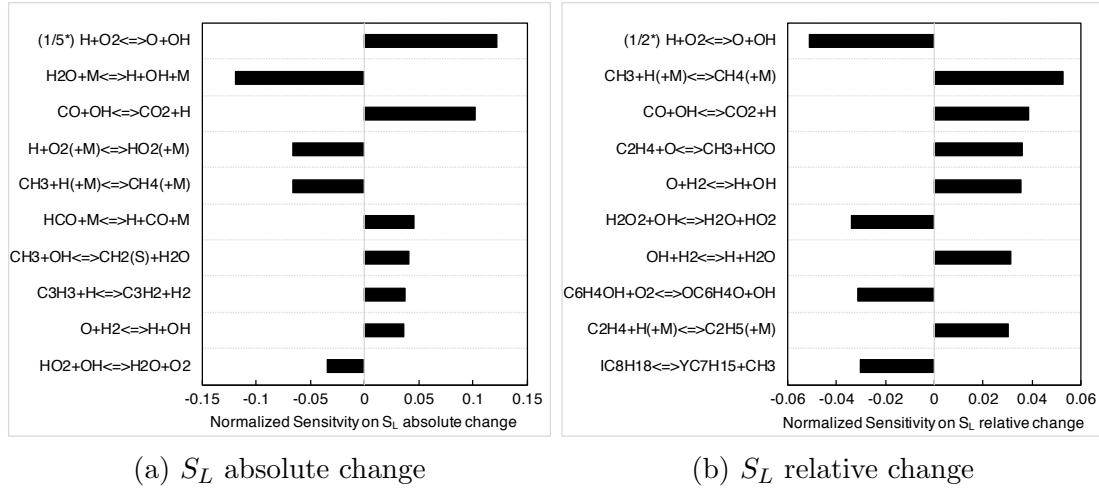 (1/5*) H+O2<=>O+OH
H2O+M<=>H+OH+M
CO+OH<=>CO2+H
H+O2(+M)<=>HO2(+M)
CH3+H(+M)<=>CH4(+M)
HCO+M<=>H+CO+M
CH3+OH<=>CH2(S)+H2O
C3H3+H<=>C3H2+H2
O+H2<=>H+OH
HO2+OH<=>H2O+O2
-0.15 -0.1 -0.05 0 0.05 0.1 0.15
Normalized Sensitivity on S_L absolute change
(a) S_L absolute change
(1/2*) H+O2<=>O+OH
CH3+H(+M)<=>CH4(+M)
CO+OH<=>CO2+H
C2H4+O<=>CH3+HCO
O+H2<=>H+OH
H2O2+OH<=>H2O+HO2
OH+H2<=>H+H2O
C6H4OH+O2<=>OC6H4O+OH
C2H4+H(+M)<=>C2H5(+M)
IC8H18<=>YC7H15+CH3
-0.06 -0.04 -0.02 0 0.02 0.04 0.06
Normalized Sensitivity on S_L relative change
(b) S_L relative change